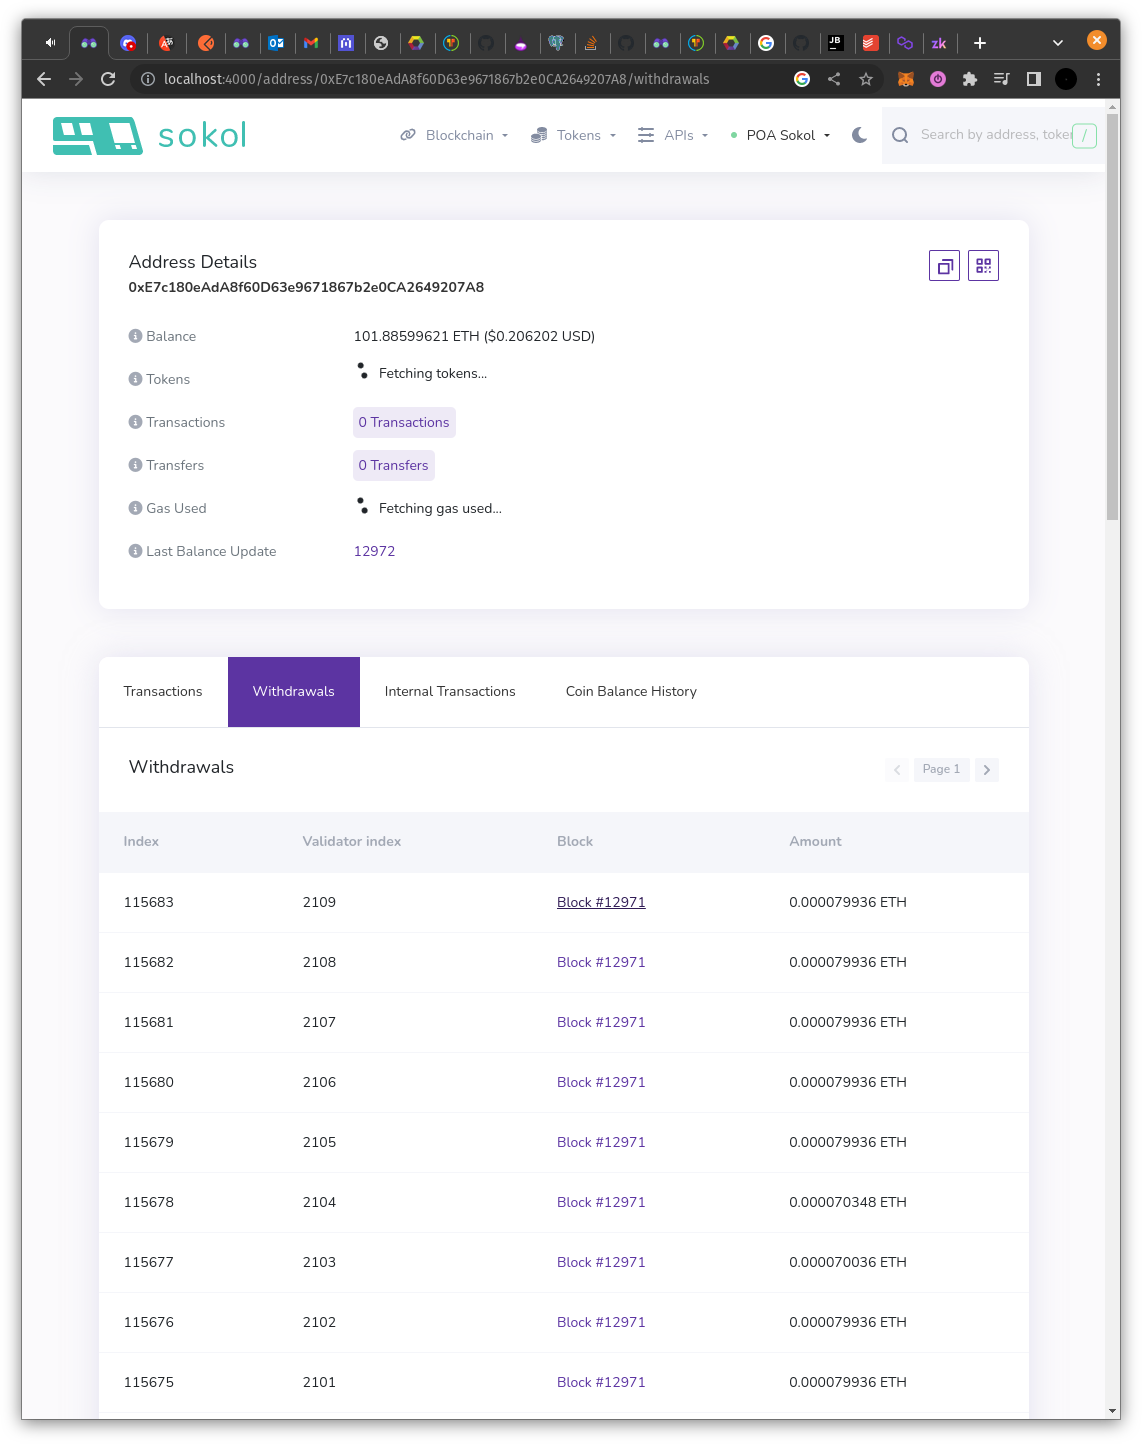 localhost:4000/address/0xE7c180eAdA8f60D63e9671867b2e0CA2649207A8/withdrawals
sokol
Blockchain
Tokens
APIs
POA Sokol
Search by address, token
/
Address Details
0xE7c180eAdA8f60D63e9671867b2e0CA2649207A8
Balance 101.88599621 ETH ($0.206202 USD)
Tokens Fetching tokens...
Transactions 0 Transactions
Transfers 0 Transfers
Gas Used Fetching gas used...
Last Balance Update 12972
Transactions Withdrawals Internal Transactions Coin Balance History
Withdrawals Page 1
Index Validator index Block Amount
115683 2109 Block #12971 0.000079936 ETH
115682 2108 Block #12971 0.000079936 ETH
115681 2107 Block #12971 0.000079936 ETH
115680 2106 Block #12971 0.000079936 ETH
115679 2105 Block #12971 0.000079936 ETH
115678 2104 Block #12971 0.000070348 ETH
115677 2103 Block #12971 0.000070036 ETH
115676 2102 Block #12971 0.000079936 ETH
115675 2101 Block #12971 0.000079936 ETH